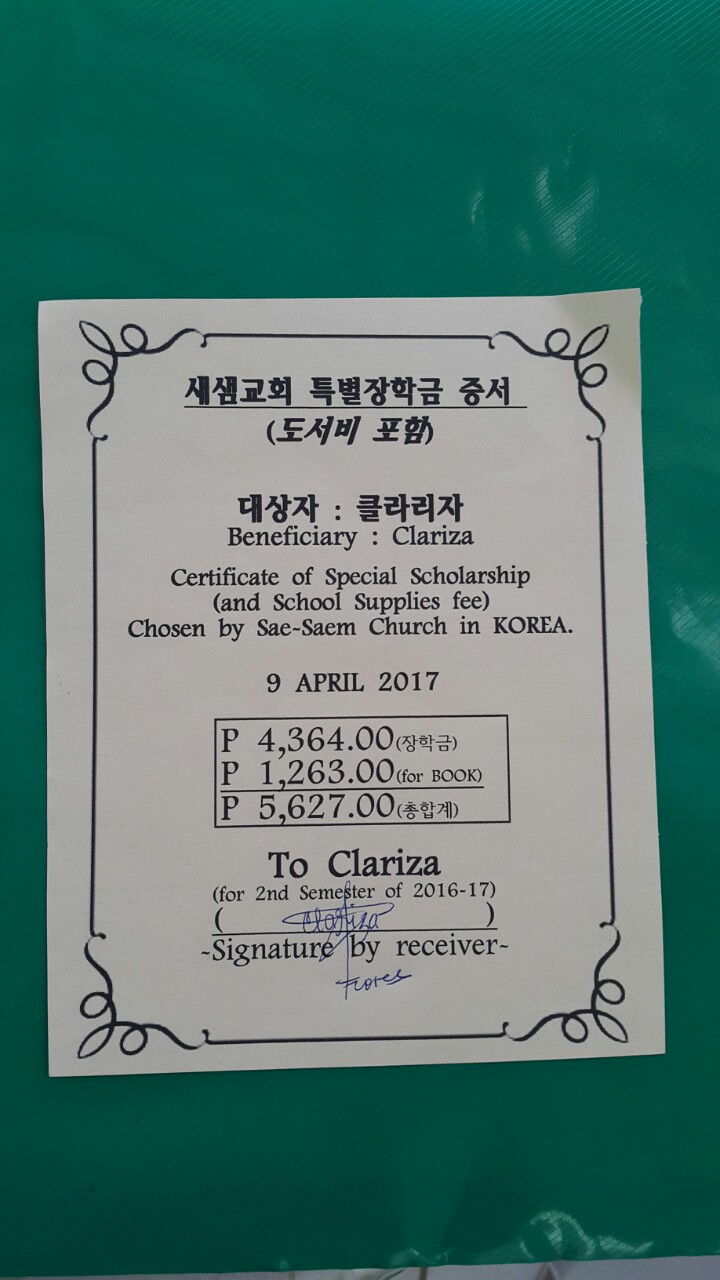 새샘교회 특별장학금 증서
(도서비 포함)
대상자 : 클라리자
Beneficiary : Clariza
Certificate of Special Scholarship
(and School Supplies fee)
Chosen by Sae-Saem Church in KOREA.
9 APRIL 2017
P 4,364.00(장학금)
P 1,263.00(for BOOK)
P 5,627.00(총합계)
To Clariza
(for 2nd Semester of 2016-17)
( Clariza )
~Signature by receiver~
Flores